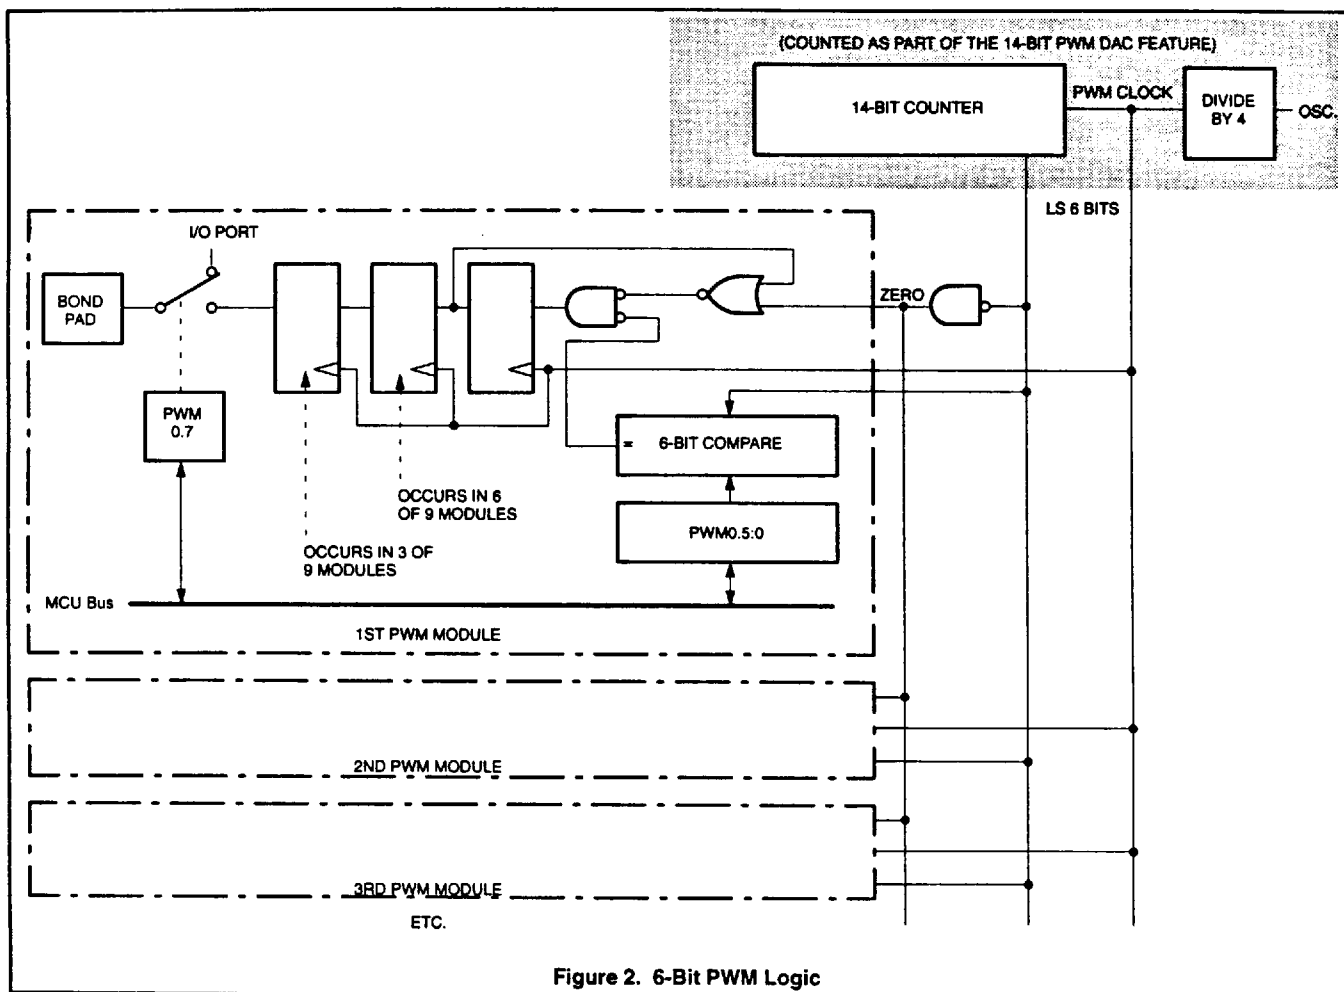 (COUNTED AS PART OF THE 14-BIT PWM DAC FEATURE)
14-BIT COUNTER
PWM CLOCK
DIVIDE
BY 4
OSC.
LS 6 BITS
I/O PORT
BOND
PAD
ZERO
PWM
0.7
=
6-BIT COMPARE
OCCURS IN 6
OF 9 MODULES
PWM0.5:0
OCCURS IN 3 OF
9 MODULES
MCU Bus
1ST PWM MODULE
2ND PWM MODULE
3RD PWM MODULE
ETC.
Figure 2. 6-Bit PWM Logic